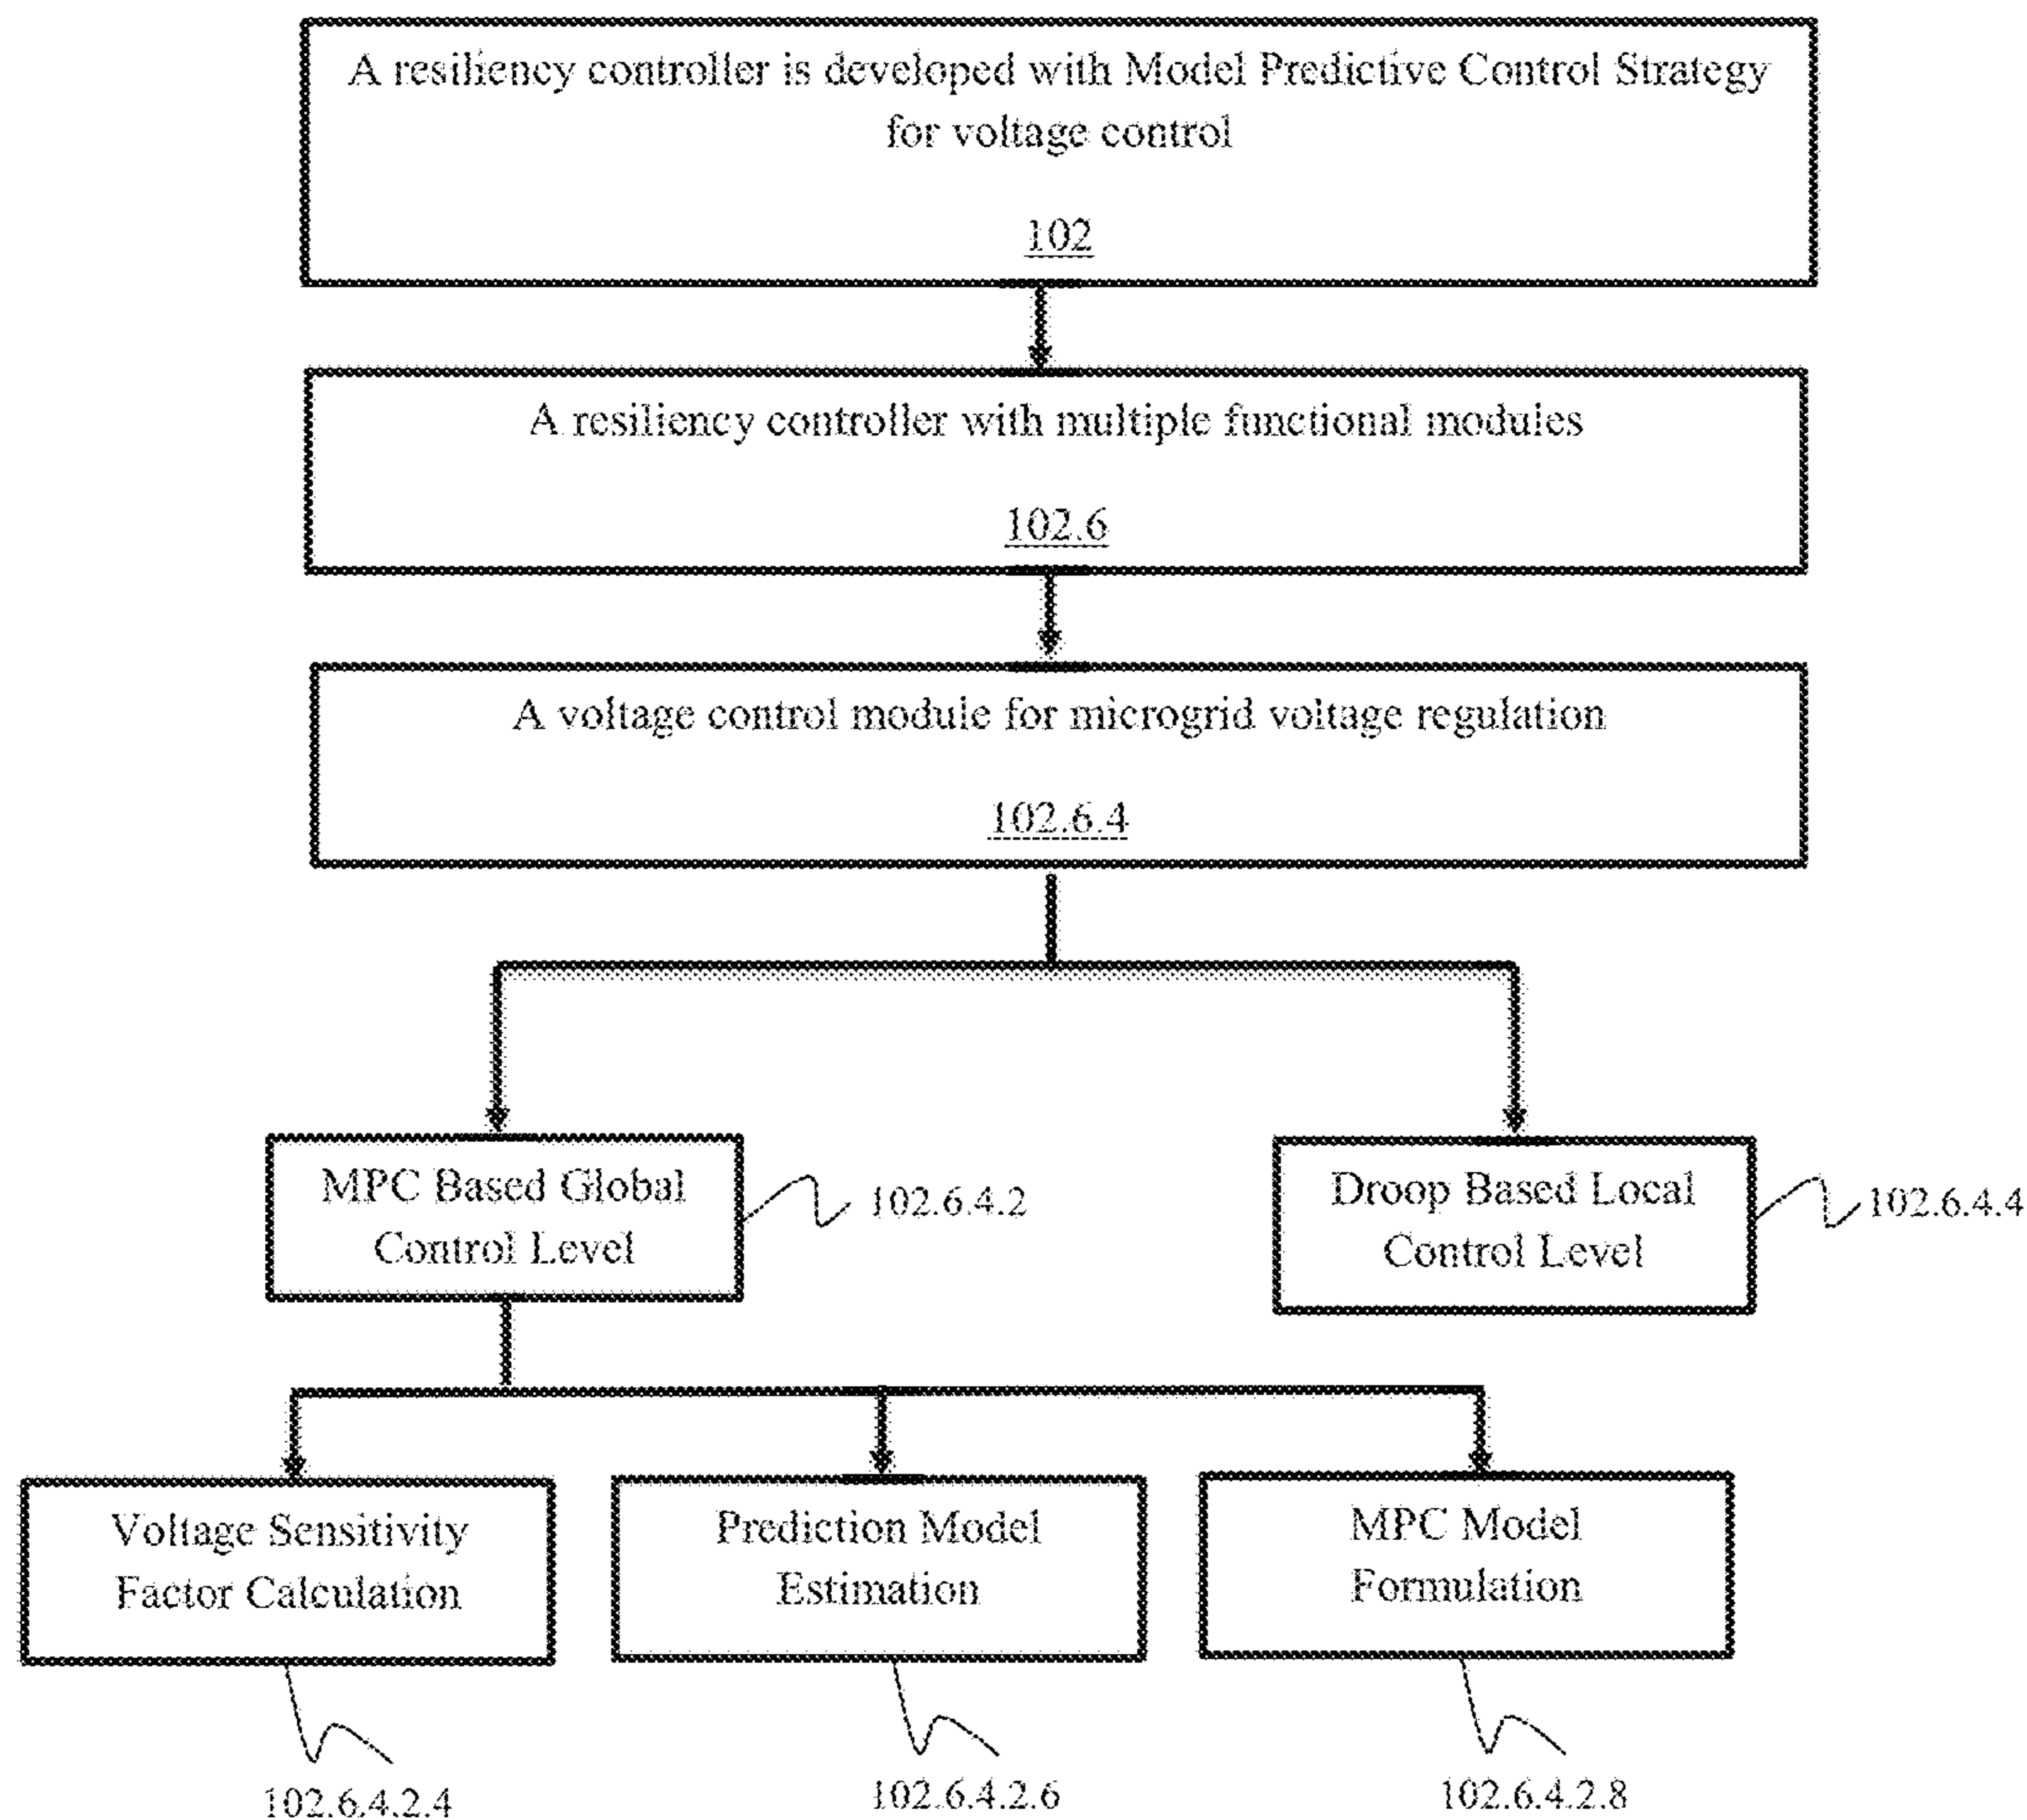 A resiliency controller is developed with Model Predictive Control Strategy
for voltage control
102
A resiliency controller with multiple functional modules
102.6
A voltage control module for microgrid voltage regulation
102.6.4
MPC Based Global
Control Level
102.6.4.2
Droop Based Local
Control Level
102.6.4.4
Voltage Sensitivity
Factor Calculation
Prediction Model
Estimation
MPC Model
Formulation
102.6.4.2.4
102.6.4.2.6
102.6.4.2.8